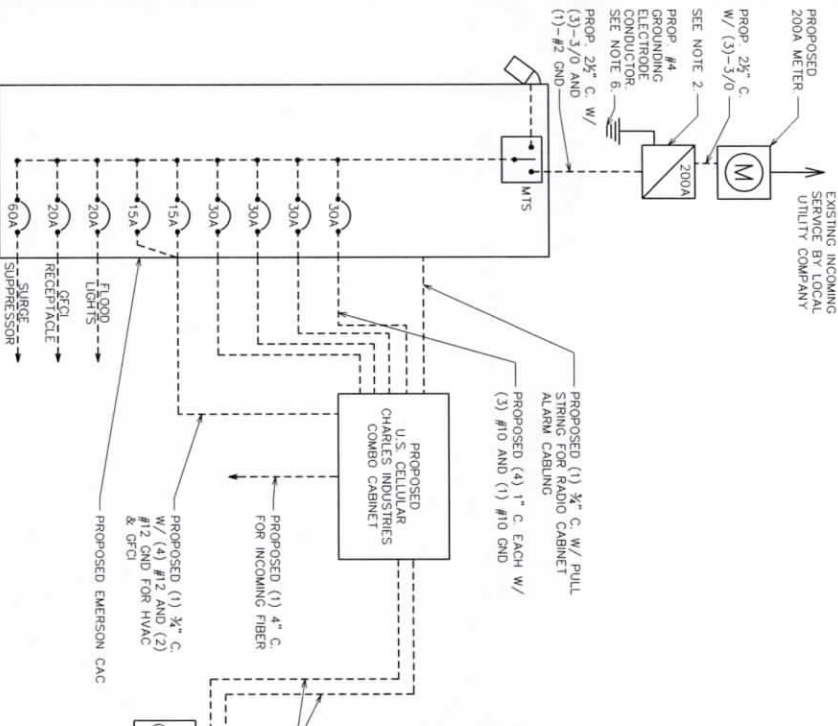 EXISTING INCOMING
SERVICE BY LOCAL
UTILITY COMPANY
PROPOSED
200A METER
M
PROP. 2½" C.
W/ (3)-3/0
SEE NOTE 2.
200A
PROP. #4
GROUNDING
ELECTRODE
CONDUCTOR.
SEE NOTE 6.
PROP. 2½" C. W/
(3)-3/0 AND
(1)-#2 GND
MTS
30A
30A
30A
30A
15A
15A
20A
20A
60A
FLOOD
LIGHTS
GFCI
RECEPTACLE
SURGE
SUPPRESSOR
PROPOSED (1) ¾" C. W/ PULL
STRING FOR RADIO CABINET
ALARM CABLING
PROPOSED (4) 1" C. EACH W/
(3) #10 AND (1) #10 GND
PROPOSED
U.S. CELLULAR
CHARLES INDUSTRIES
COMBO CABINET
PROPOSED (1) 4" C.
FOR INCOMING FIBER
PROPOSED (1) ¾" C.
W/ (4) #12 AND (2)
#12 GND FOR HVAC
& GFCI
PROPOSED EMERSON CAC